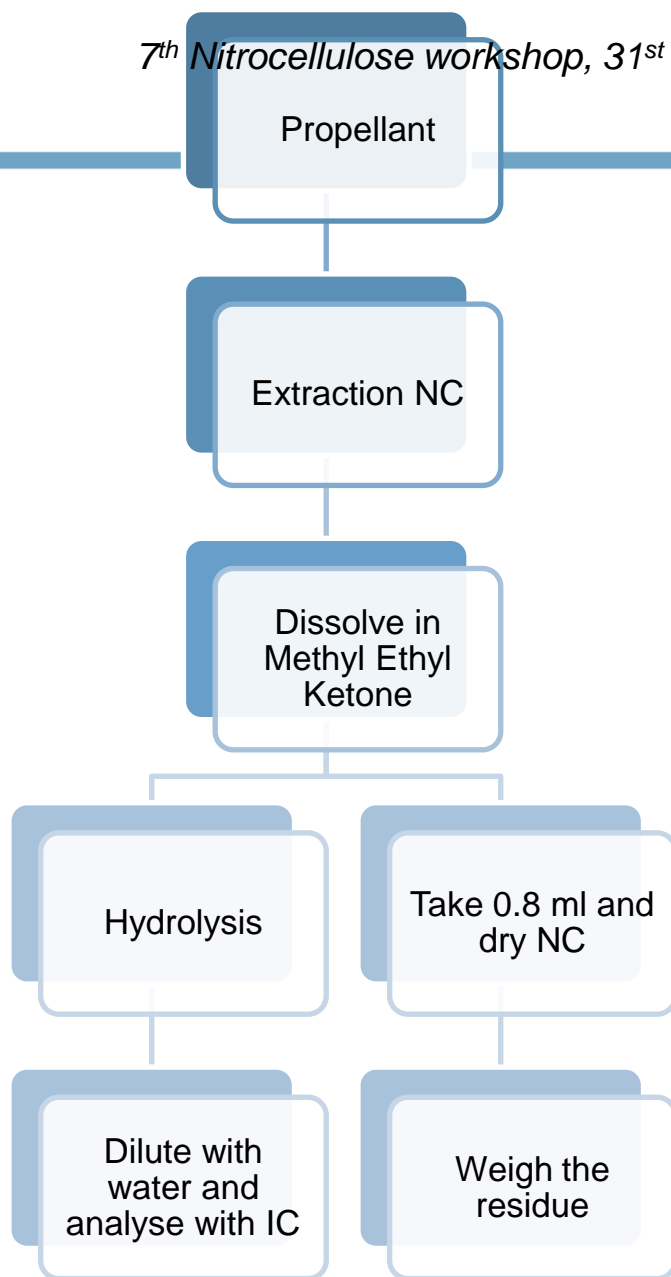 7th Nitrocellulose workshop, 31st
Propellant
Extraction NC
Dissolve in
Methyl Ethyl
Ketone
Hydrolysis
Take 0.8 ml and
dry NC
Dilute with
water and
analyse with IC
Weigh the
residue